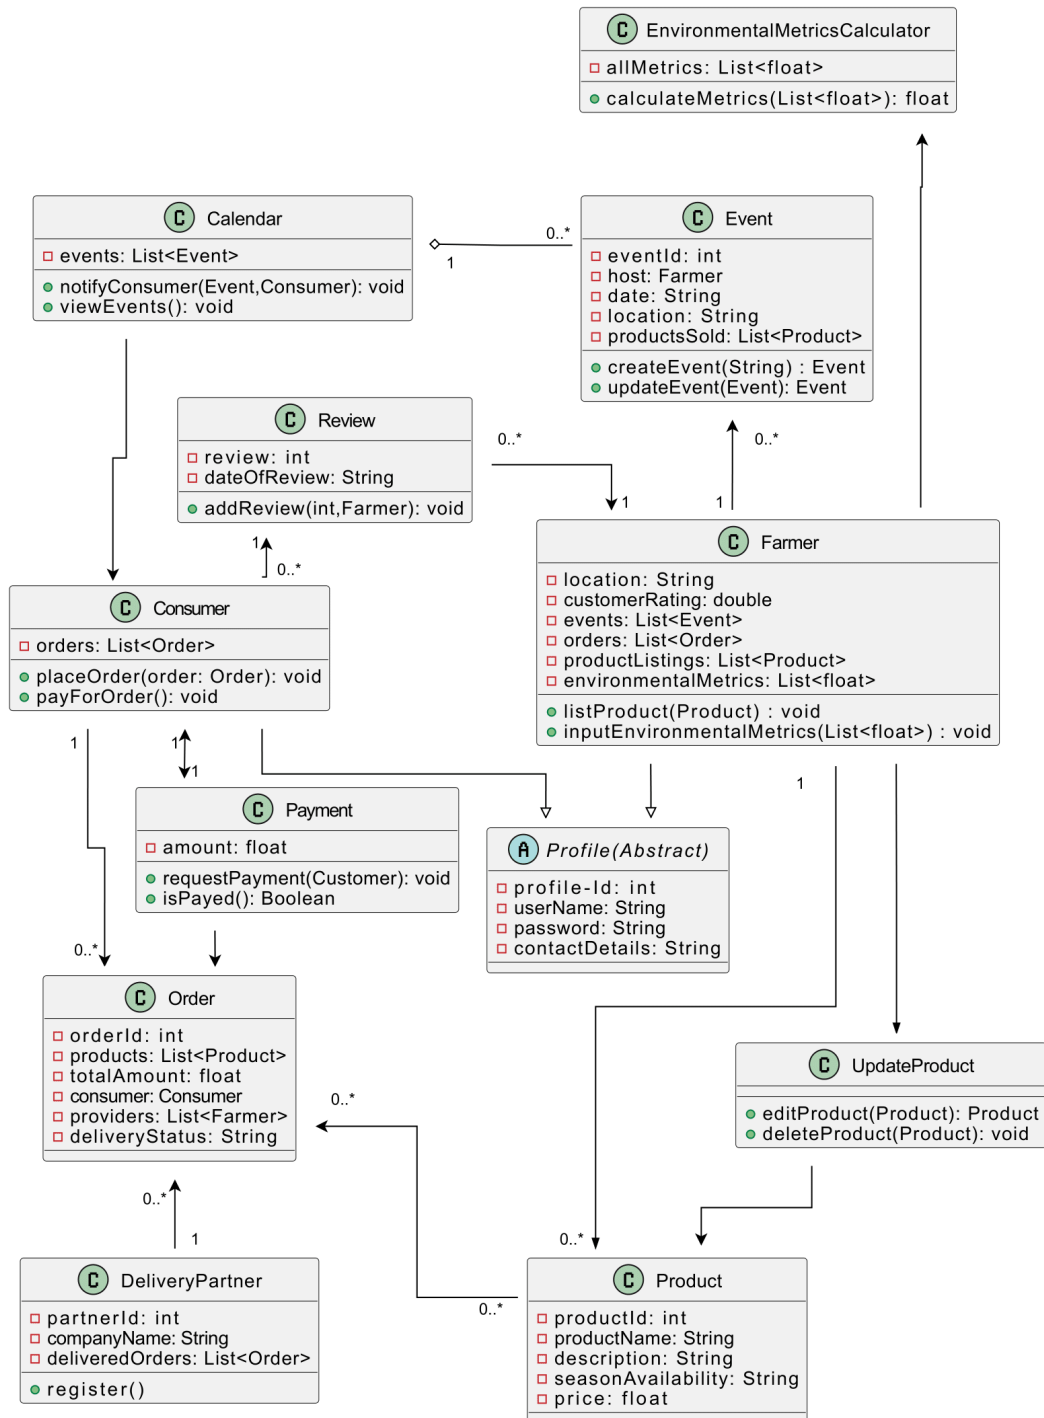 C EnvironmentalMetricsCalculator
allMetrics: List<float>
calculateMetrics(List<float>): float
C Calendar
events: List<Event>
notifyConsumer(Event,Consumer): void
viewEvents(): void
1
0..*
C Event
eventId: int
host: Farmer
date: String
location: String
productsSold: List<Product>
createEvent(String) : Event
updateEvent(Event): Event
C Review
review: int
dateOfReview: String
addReview(int,Farmer): void
0..*
1
1
0..*
1
0..*
C Farmer
location: String
customerRating: double
events: List<Event>
orders: List<Order>
productListings: List<Product>
environmentalMetrics: List<float>
listProduct(Product) : void
inputEnvironmentalMetrics(List<float>) : void
C Consumer
orders: List<Order>
placeOrder(order: Order): void
payForOrder(): void
1
1
1
1
C Payment
amount: float
requestPayment(Customer): void
isPayed(): Boolean
A Profile(Abstract)
profile-Id: int
userName: String
password: String
contactDetails: String
0..*
C Order
orderId: int
products: List<Product>
totalAmount: float
consumer: Consumer
providers: List<Farmer>
deliveryStatus: String
0..*
C UpdateProduct
editProduct(Product): Product
deleteProduct(Product): void
0..*
1
0..*
0..*
C DeliveryPartner
partnerId: int
companyName: String
deliveredOrders: List<Order>
register()
C Product
productId: int
productName: String
description: String
seasonAvailability: String
price: float